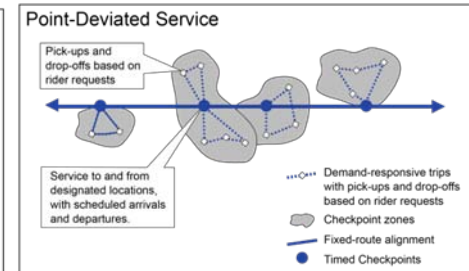 Point-Deviated Service
Pick-ups and
drop-offs based on
rider requests
Service to and from
designated locations,
with scheduled arrivals
and departures.
Demand-responsive trips
with pick-ups and drop-offs
based on rider requests
Checkpoint zones
Fixed-route alignment
Timed Checkpoints